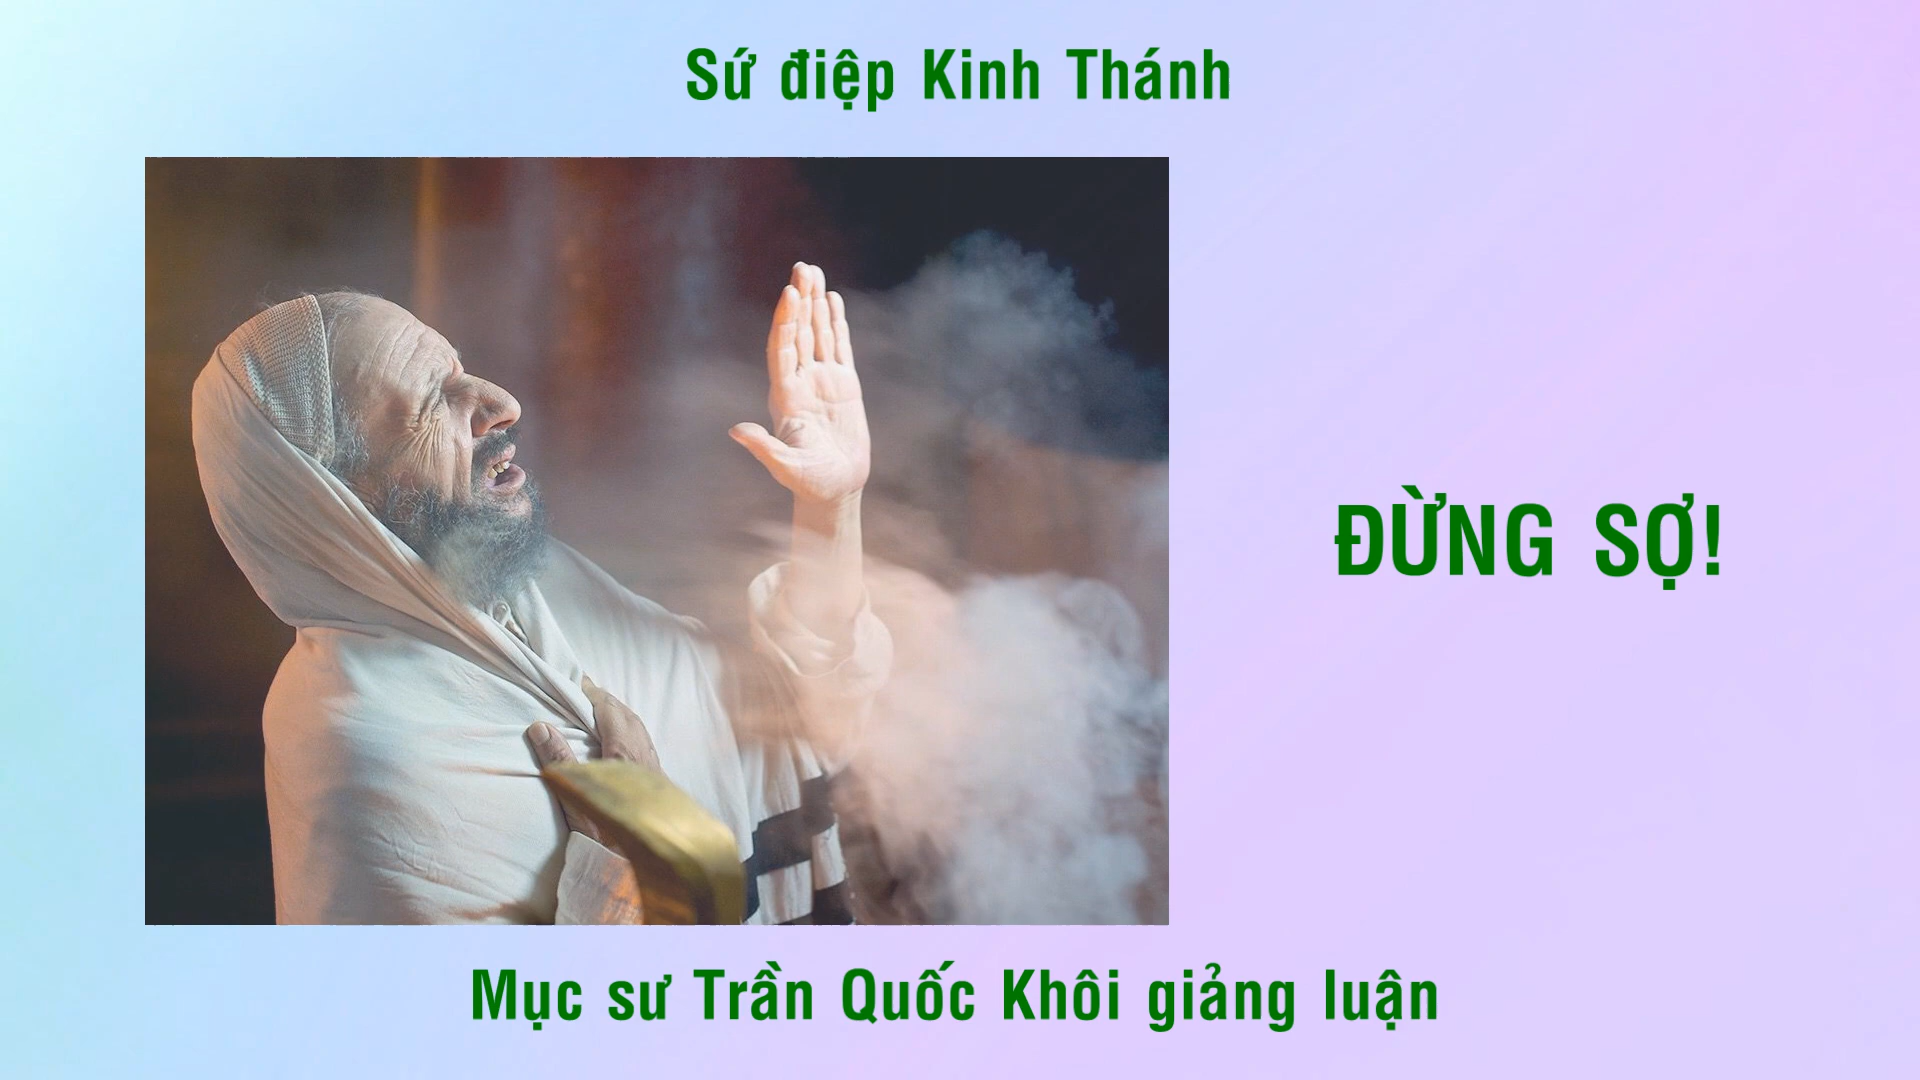 Sứ điệp Kinh Thánh
ĐỪNG SỢ!
Mục sư Trần Quốc Khôi giảng luận